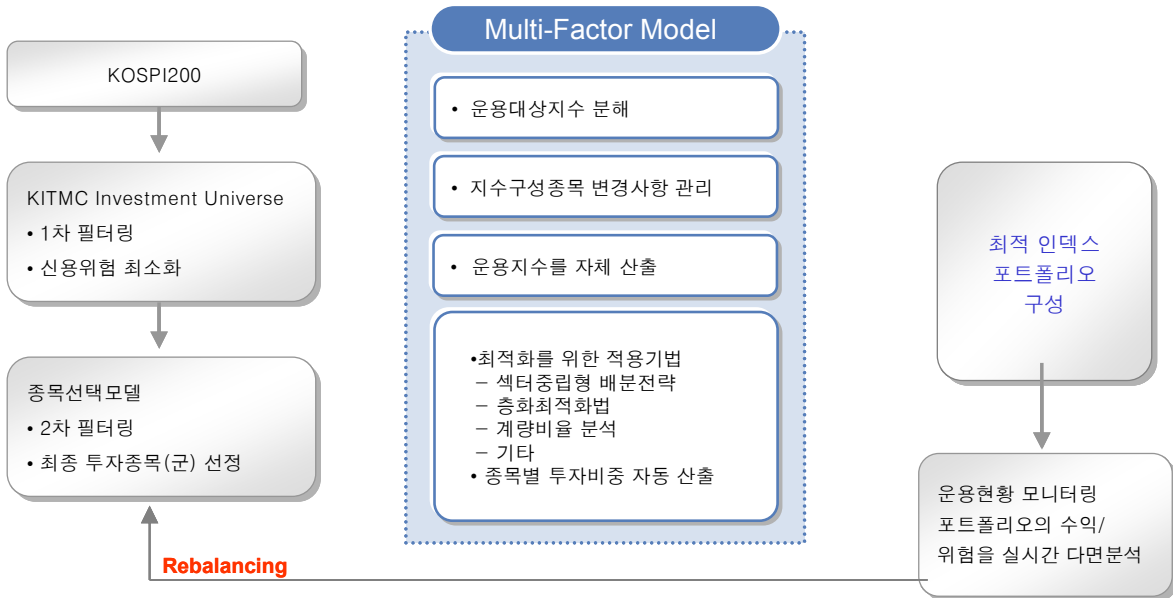 KOSPI200
KITMC Investment Universe
• 1차 필터링
• 신용위험 최소화
종목선택모델
• 2차 필터링
• 최종 투자종목(군) 선정
Multi-Factor Model
• 운용대상지수 분해
• 지수구성종목 변경사항 관리
• 운용지수를 자체 산출
•최적화를 위한 적용기법
– 섹터중립형 배분전략
– 층화최적화법
– 계량비율 분석
– 기타
• 종목별 투자비중 자동 산출
최적 인덱스
포트폴리오
구성
운용현황 모니터링
포트폴리오의 수익/
위험을 실시간 다면분석
Rebalancing